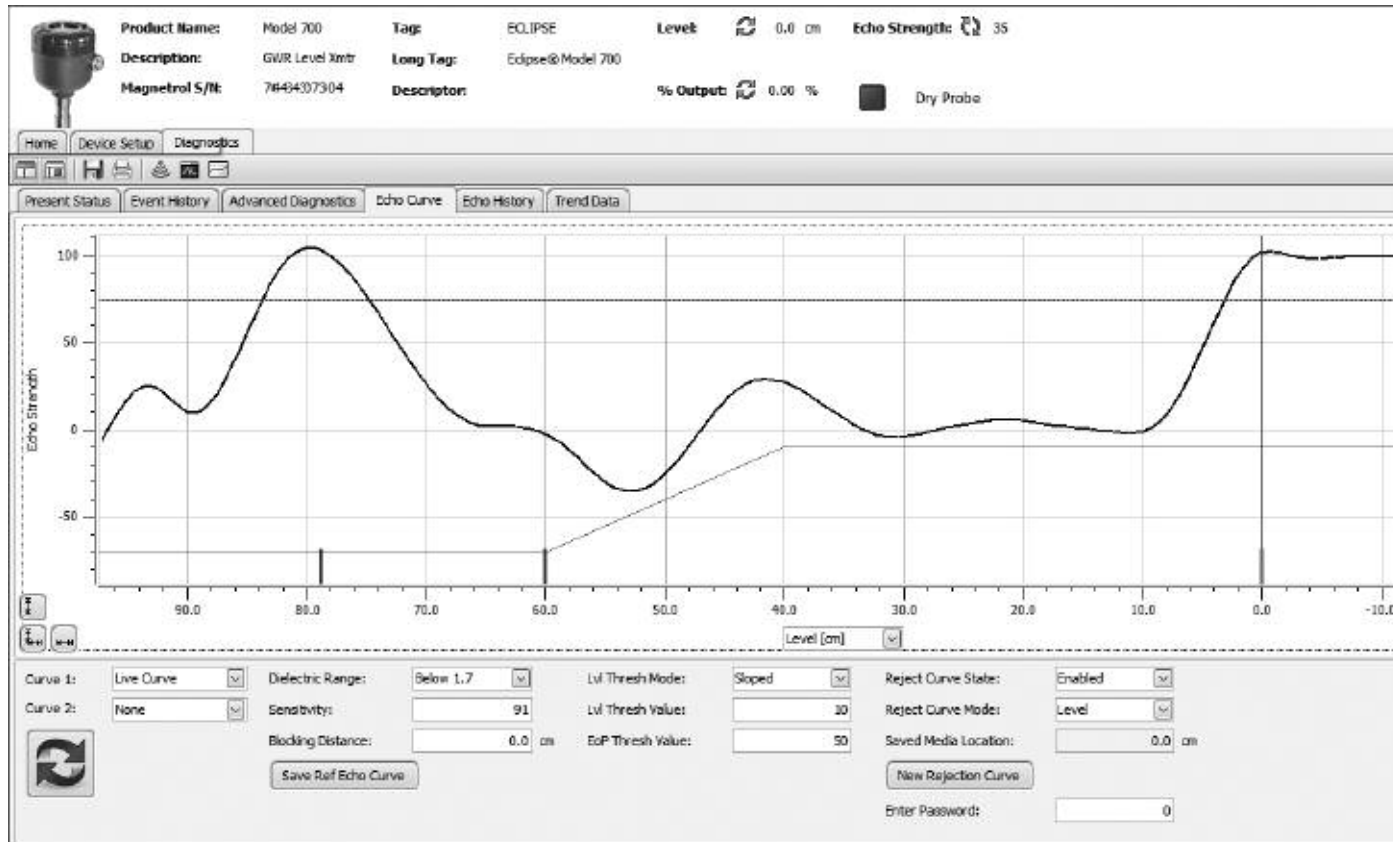 Product Name: Model 700 Tag: ECLIPSE Level: 0.0 cm Echo Strength: 35
Description: GWR Level Xmtr Long Tag: Eclipse® Model 700
Magnetrol S/N: Descriptor: % Output: 0.00 % Dry Probe
Home Device Setup Diagnostics
Present Status Event History Advanced Diagnostics Echo Curve Echo History Trend Data
100
50
0
-50
Echo Strength
90.0 80.0 70.0 60.0 50.0 40.0 30.0 20.0 10.0 0.0 -10.0
Level [cm]
Curve 1: Live Curve Dielectric Range: Below 1.7 Lvl Thresh Mode: Sloped Reject Curve State: Enabled
Curve 2: None Sensitivity: 91 Lvl Thresh Value: 10 Reject Curve Mode: Level
Blocking Distance: 0.0 cm EoP Thresh Value: 50 Saved Media Location: 0.0 cm
Save Ref Echo Curve New Rejection Curve
Enter Password: 0